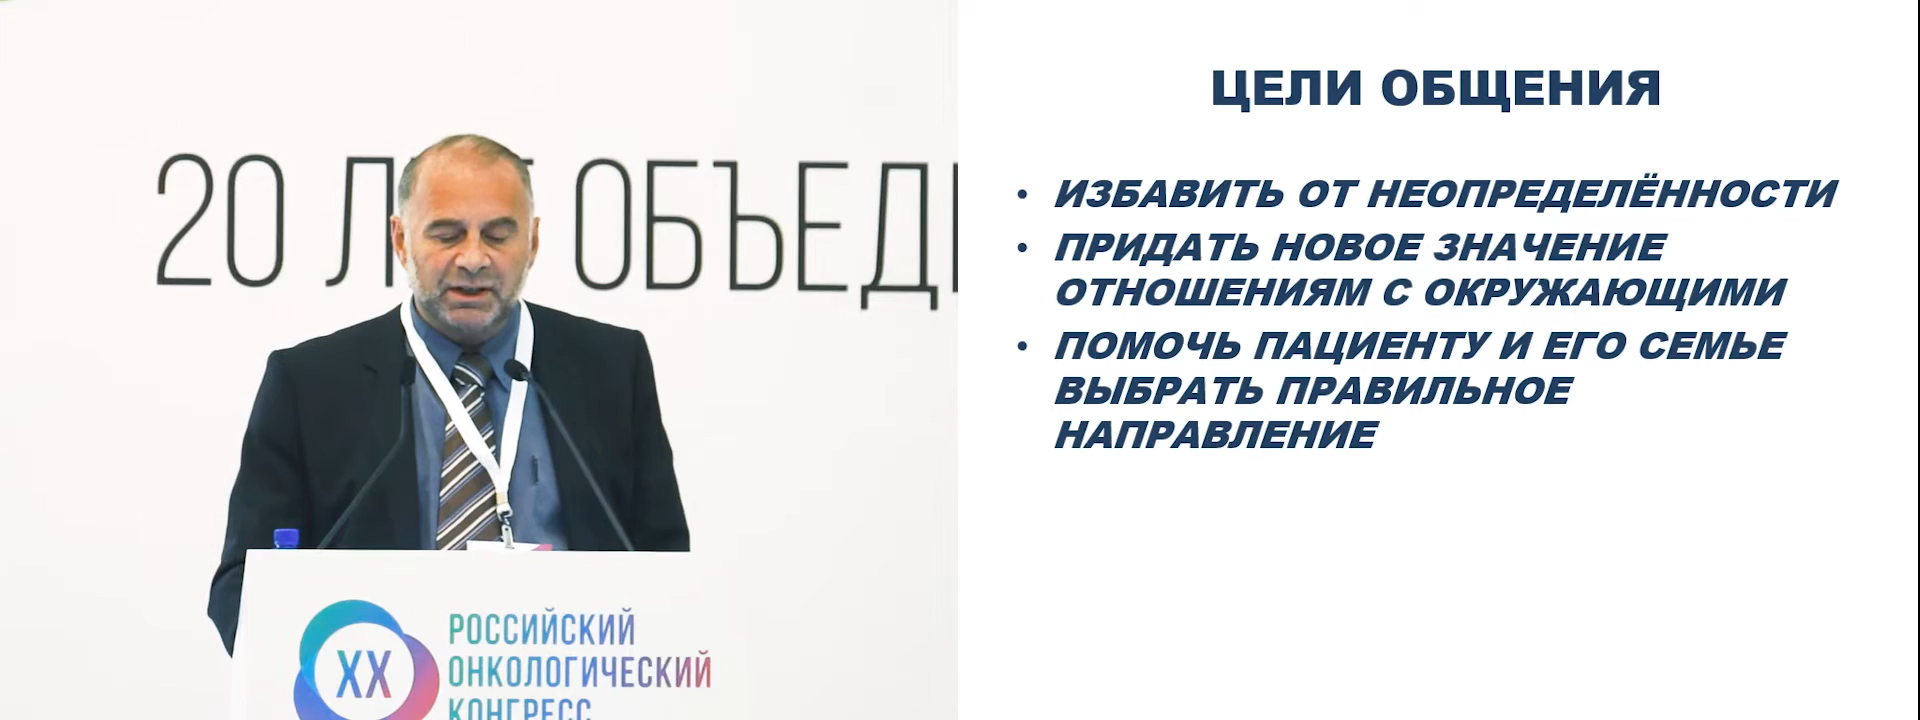 20 ОБЪЕД
РОССИЙСКИЙ
XX
ОНКОЛОГИЧЕСКИЙ
КОНГРЕСС
ЦЕЛИ ОБЩЕНИЯ
• ИЗБАВИТЬ ОТ НЕОПРЕДЕЛЁННОСТИ
• ПРИДАТЬ НОВОЕ ЗНАЧЕНИЕ
ОТНОШЕНИЯМ С ОКРУЖАЮЩИМИ
• ПОМОЧЬ ПАЦИЕНТУ И ЕГО СЕМЬЕ
ВЫБРАТЬ ПРАВИЛЬНОЕ
НАПРАВЛЕНИЕ